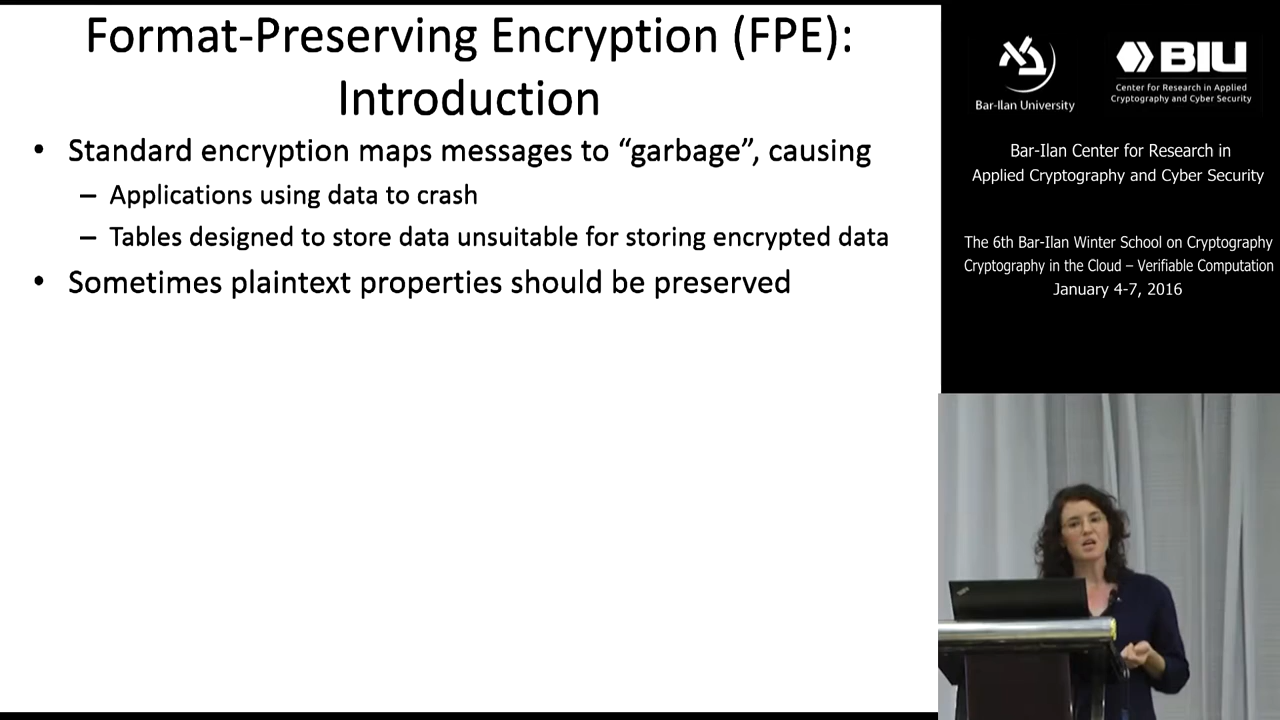 Format-Preserving Encryption (FPE):
Introduction
• Standard encryption maps messages to “garbage”, causing
– Applications using data to crash
– Tables designed to store data unsuitable for storing encrypted data
• Sometimes plaintext properties should be preserved
Bar-Ilan University
BIU
Center for Research in Applied
Cryptography and Cyber Security
Bar-Ilan Center for Research in
Applied Cryptography and Cyber Security
The 6th Bar-Ilan Winter School on Cryptography
Cryptography in the Cloud – Verifiable Computation
January 4-7, 2016